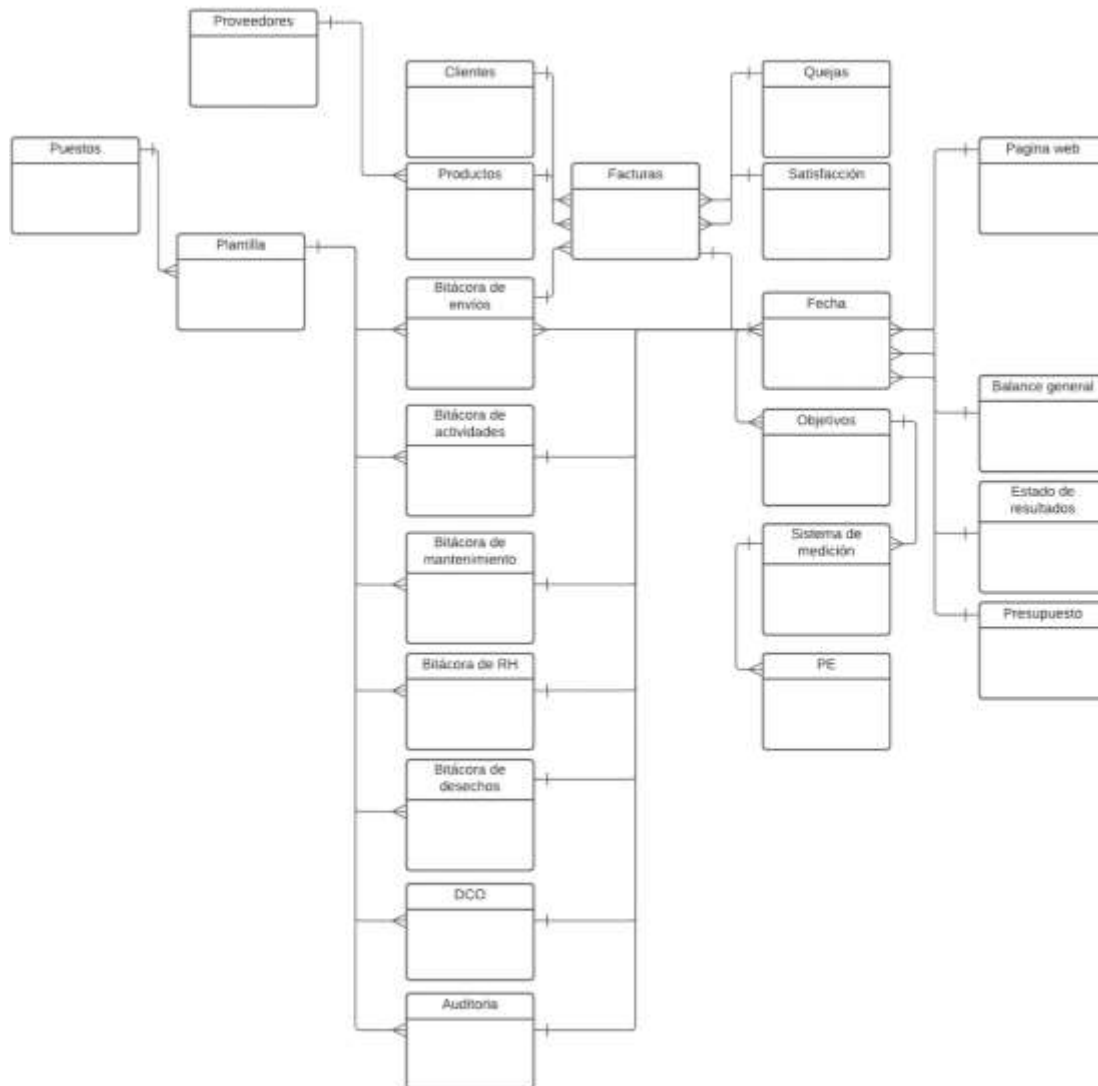 Proveedores
Clientes
Quejas
Puestos
Pagina web
Productos
Facturas
Satisfacción
Plantilla
Bitácora de
envíos
Fecha
Balance general
Bitácora de
actividades
Objetivos
Estado de
resultados
Bitácora de
mantenimiento
Sistema de
medición
Presupuesto
Bitácora de RH
PE
Bitácora de
desechos
DCO
Auditoria